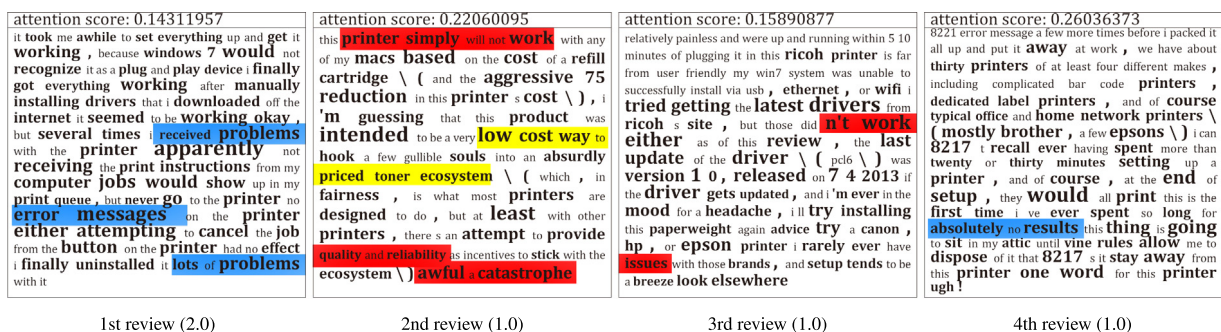 attention score: 0.14311957
it took me awhile to set everything up and get it
working , because windows 7 would not
recognize it as a plug and play device i finally
got everything working after manually
installing drivers that i downloaded off the
internet it seemed to be working okay ,
but several times i received problems
with the printer apparently not
receiving the print instructions from my
computer jobs would show up in my
print queue , but never go to the printer no
error messages on the printer
either attempting to cancel the job
from the button on the printer had no effect
i finally uninstalled it lots of problems
with it
1st review (2.0)
attention score: 0.22060095
this printer simply will not work with any
of my macs based on the cost of a refill
cartridge \ ( and the aggressive 75
reduction in this printer s cost \ ) , i
'm guessing that this product was
intended to be a very low cost way to
hook a few gullible souls into an absurdly
priced toner ecosystem \ ( which , in
fairness , is what most printers are
designed to do , but at least with other
printers , there s an attempt to provide
quality and reliability as incentives to stick with the
ecosystem \ ) awful a catastrophe
2nd review (1.0)
attention score: 0.15890877
relatively painless and were up and running within 5 10
minutes of plugging it in this ricoh printer is far
from user friendly my win7 system was unable to
successfully install via usb , ethernet , or wifi i
tried getting the latest drivers from
ricoh s site , but those did n't work
either as of this review , the last
update of the driver \ ( pcl6 \ ) was
version 1 0 , released on 7 4 2013 if
the driver gets updated , and i 'm ever in the
mood for a headache , i ll try installing
this paperweight again advice try a canon ,
hp , or epson printer i rarely ever have
issues with those brands , and setup tends to be
a breeze look elsewhere
3rd review (1.0)
attention score: 0.26036373
8221 error message a few more times before i packed it
all up and put it away at work , we have about
thirty printers of at least four different makes ,
including complicated bar code printers ,
dedicated label printers , and of course
typical office and home network printers \
( mostly brother , a few epsons \ ) i can
8217 t recall ever having spent more than
twenty or thirty minutes setting up a
printer , and of course , at the end of
setup , they would all print this is the
first time i ve ever spent so long for
absolutely no results this thing is going
to sit in my attic until vine rules allow me to
dispose of it that 8217 s it stay away from
this printer one word for this printer
ugh !
4th review (1.0)